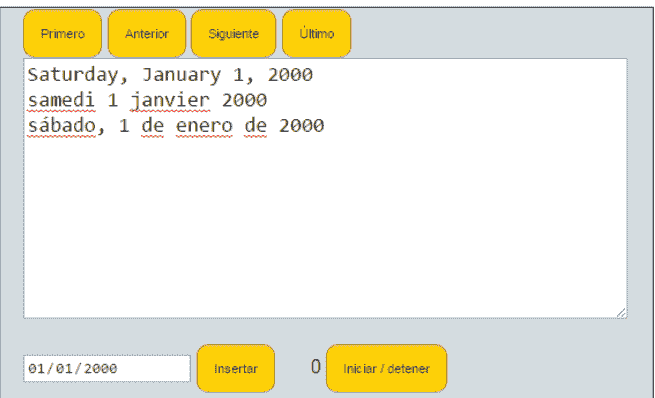 Primero Anterior Siguiente Último
Saturday, January 1, 2000
samedi 1 janvier 2000
sábado, 1 de enero de 2000
01/01/2000 Insertar 0 Iniciar / detener